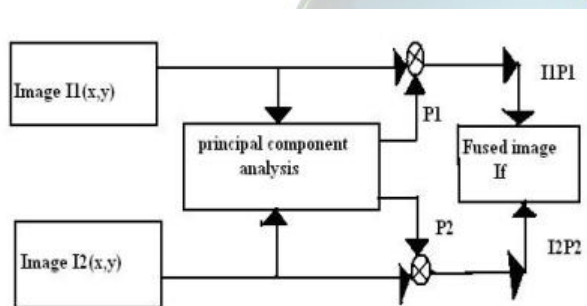 Image I1(x,y)
I1P1
P1
principal component
analysis
Fused image
If
P2
I2P2
Image I2(x,y)